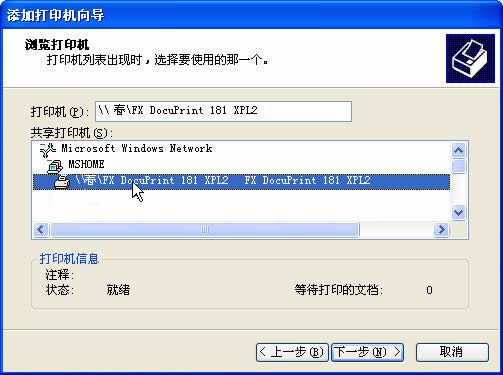 添加打印机向导
浏览打印机
打印机列表出现时，选择要使用的那一个。
打印机(P): \\ 春\FX DocuPrint 181 XPL2
共享打印机(S):
Microsoft Windows Network
MSHOME
\\春\FX DocuPrint 181 XPL2 FX DocuPrint 181 XPL2
打印机信息
注释:
状态: 就绪 等待打印的文档: 0
< 上一步(B) 下一步(N) > 取消